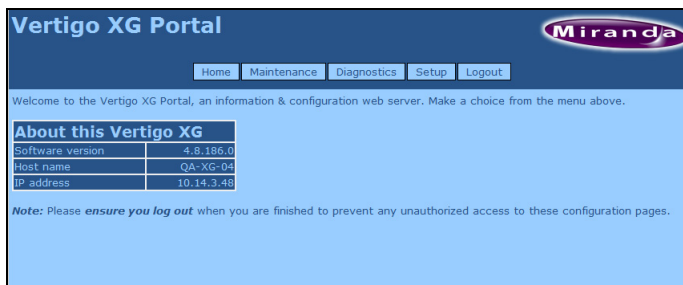 Vertigo XG Portal
Miranda
Home Maintenance Diagnostics Setup Logout
Welcome to the Vertigo XG Portal, an information & configuration web server. Make a choice from the menu above.
About this Vertigo XG
Software version 4.8.186.0
Host name QA-XG-04
IP address 10.14.3.48
Note: Please ensure you log out when you are finished to prevent any unauthorized access to these configuration pages.